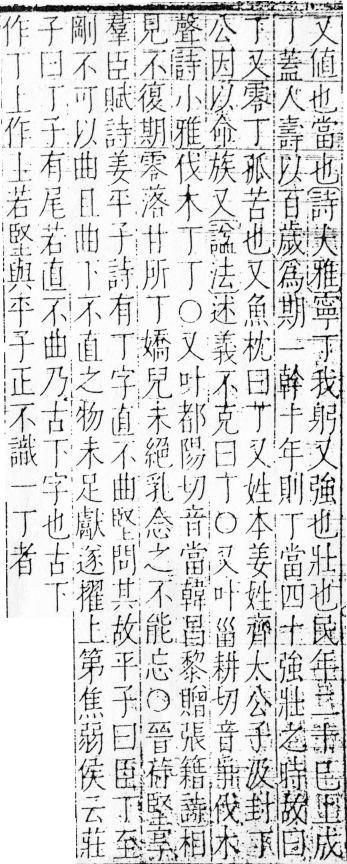 又値也當也詩大雅寧丁我躬又強也壯也民年二十已上成
丁蓋人壽以百歲爲期一幹十年則丁當四十強壯之時故曰
丁又零丁孤苦也又魚枕曰丁又姓本姜姓齊太公子汲封丁
公因以命族又諡法述義不克曰丁〇又叶甾耕切音爭伐木
聲詩小雅伐木丁丁〇又叶都陽切音當韓昌黎贈張籍詩相
見不復期零落甘所丁嬌兒未絕乳念之不能忘〇晉苻堅宴
羣臣賦詩姜平子詩有丁字直不曲堅問其故平子曰臣丁至
剛不可以曲且曲下不直之物未足獻遂擢上第焦弱侯云莊
子曰丁子有尾若直不曲乃古下字也古下
作丅上作丄若堅與平子正不識一丁者